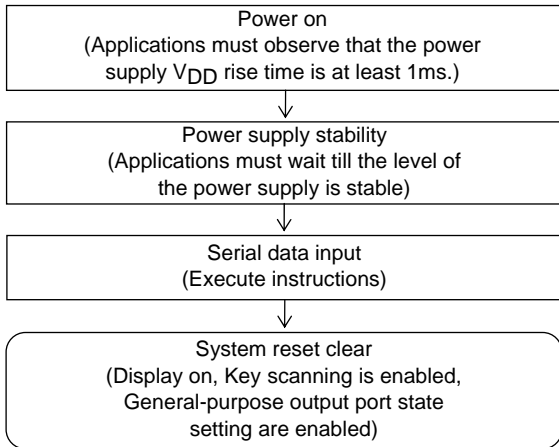 Power on
(Applications must observe that the power
supply VDD rise time is at least 1ms.)
Power supply stability
(Applications must wait till the level of
the power supply is stable)
Serial data input
(Execute instructions)
System reset clear
(Display on, Key scanning is enabled,
General-purpose output port state
setting are enabled)